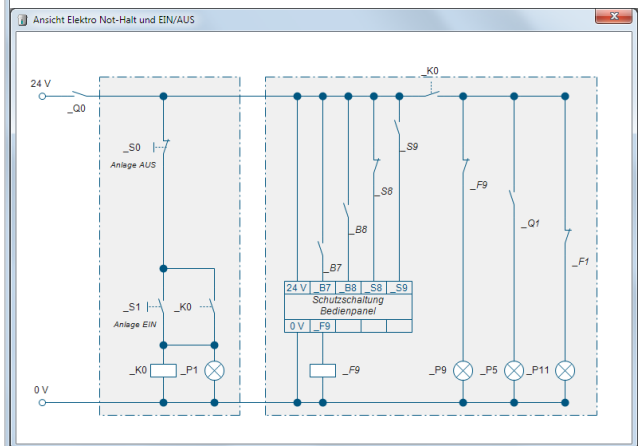 Ansicht Elektro Not-Halt und EIN/AUS
_K0
24 V
_Q0
_S0
Anlage AUS
_S9
_S8
_F9
_B8
_Q1
_B7
_F1
24 V _B7 _B8 _S8 _S9
Schutzschaltung
Bedienpanel
0 V _F9
_S1 _K0
Anlage EIN
_K0 _P1 _F9 _P9 _P5 _P11
0 V